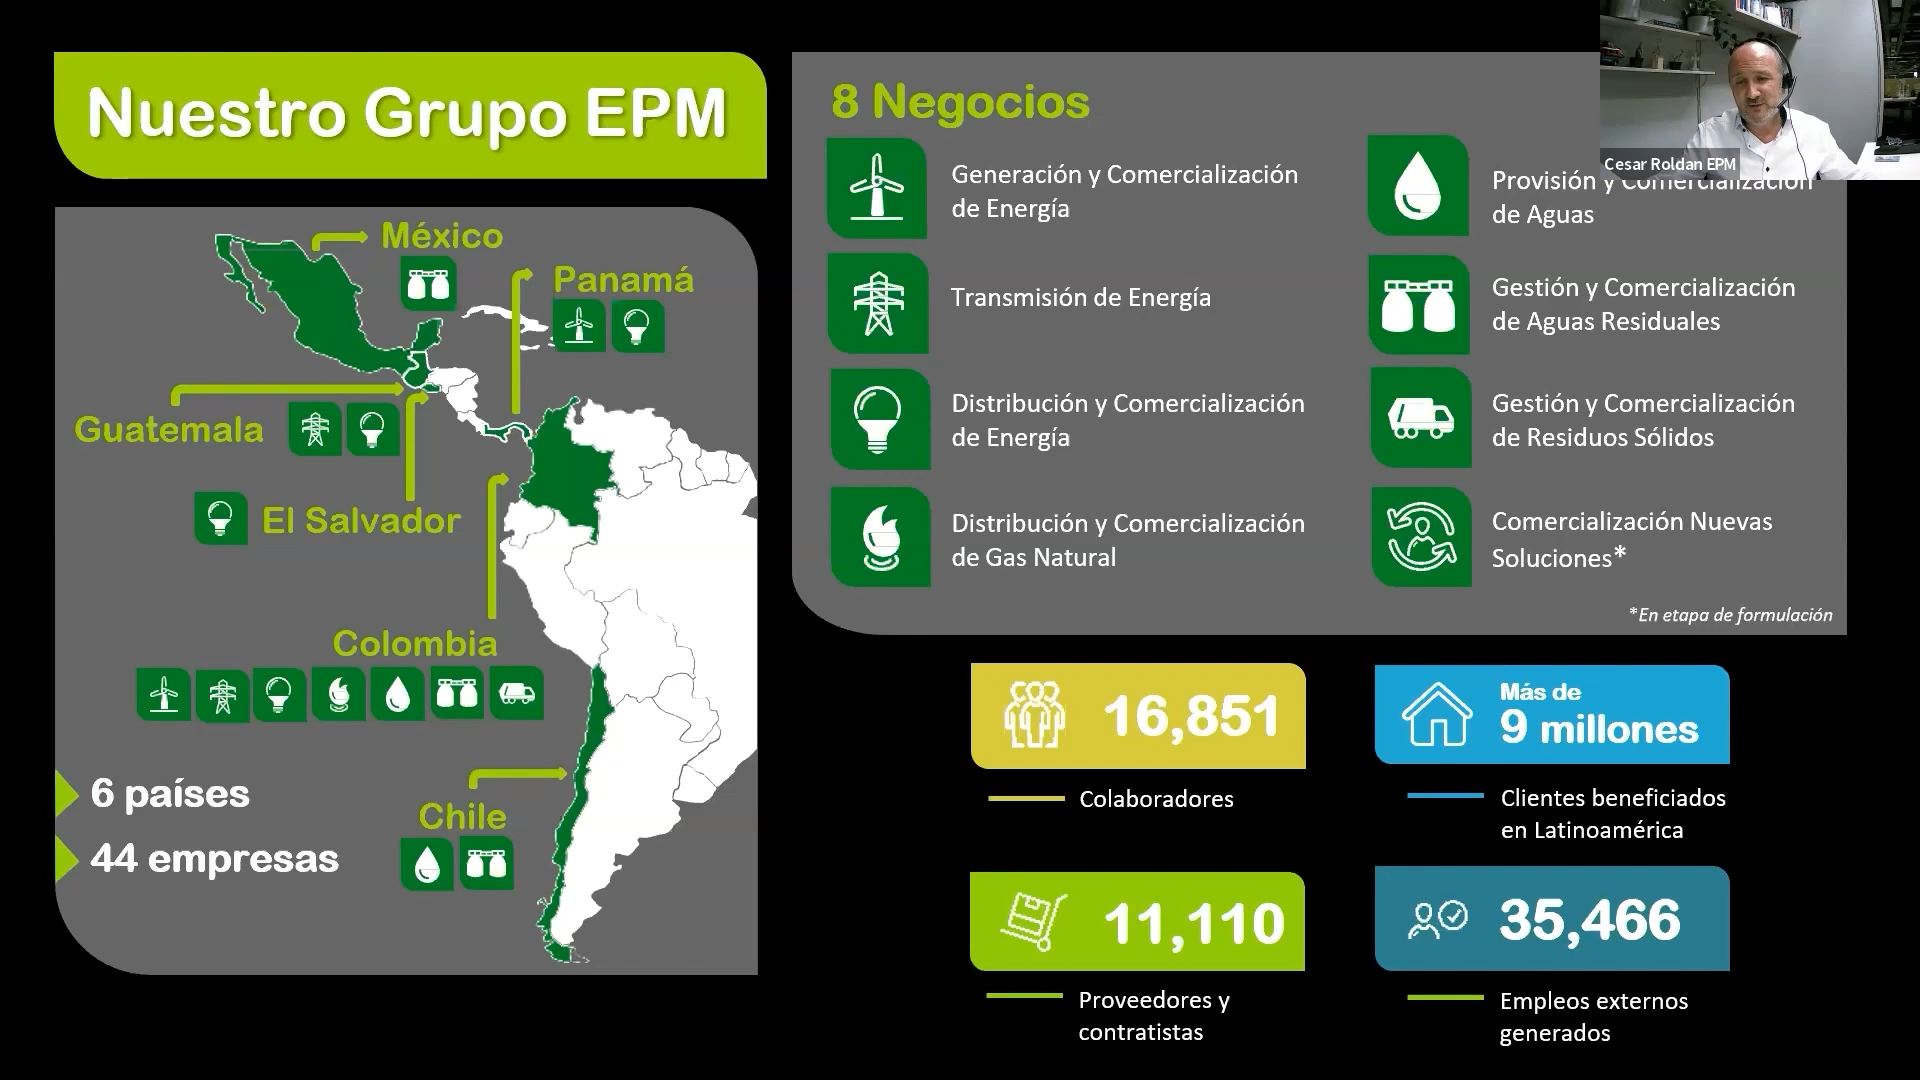 Nuestro Grupo EPM
México
Panamá
Guatemala
El Salvador
Colombia
Chile
6 países
44 empresas
8 Negocios
Generación y Comercialización
de Energía
Transmisión de Energía
Distribución y Comercialización
de Energía
Distribución y Comercialización
de Gas Natural
Cesar Roldan EPM
Provisión y Comercialización
de Aguas
Gestión y Comercialización
de Aguas Residuales
Gestión y Comercialización
de Residuos Sólidos
Comercialización Nuevas
Soluciones*
*En etapa de formulación
16,851
Colaboradores
Más de
9 millones
Clientes beneficiados
en Latinoamérica
11,110
Proveedores y
contratistas
35,466
Empleos externos
generados